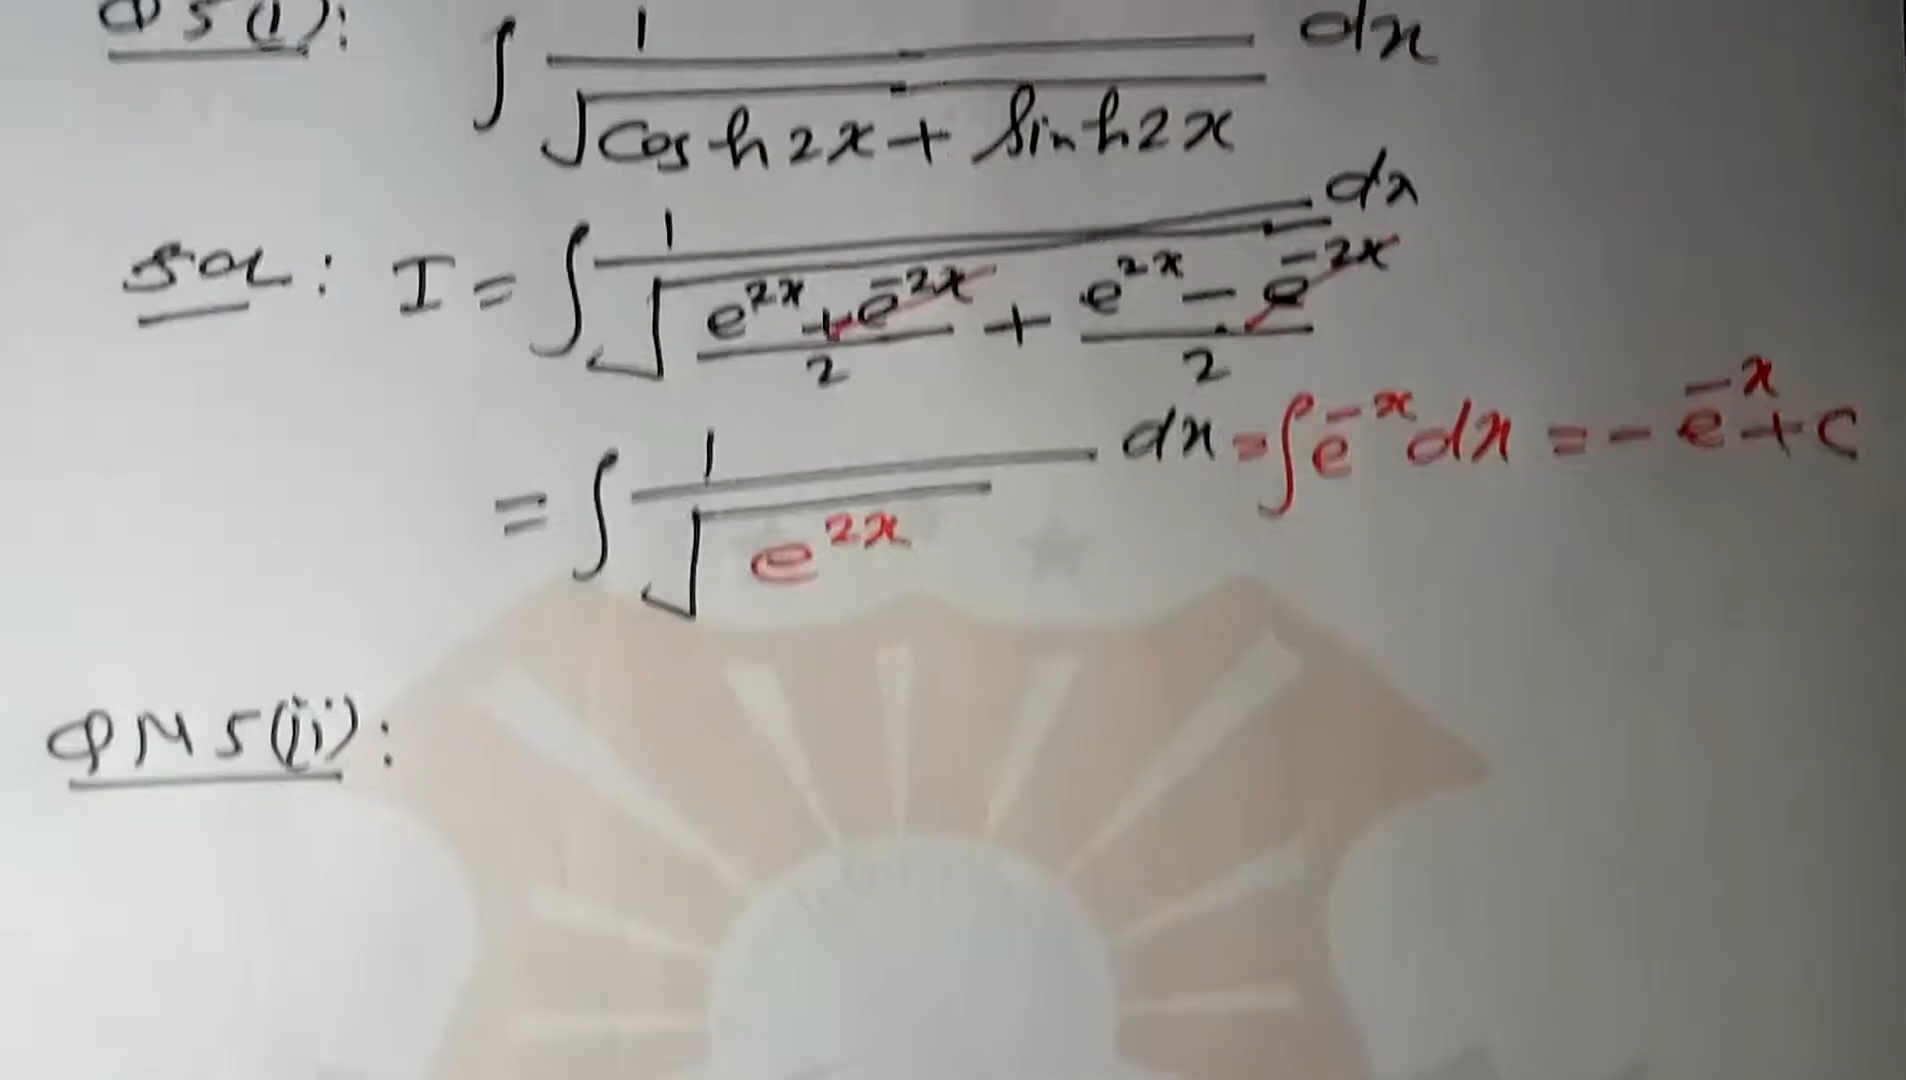 Q5(i): ∫ 1/√(cosh2x + sinh2x) dx
Sol: I = ∫ 1/√((e^2x + e^-2x)/2 + (e^2x - e^-2x)/2) dx
= ∫ 1/√(e^2x) dx = ∫ e^-x dx = - e^-x + c
QN5(ii):